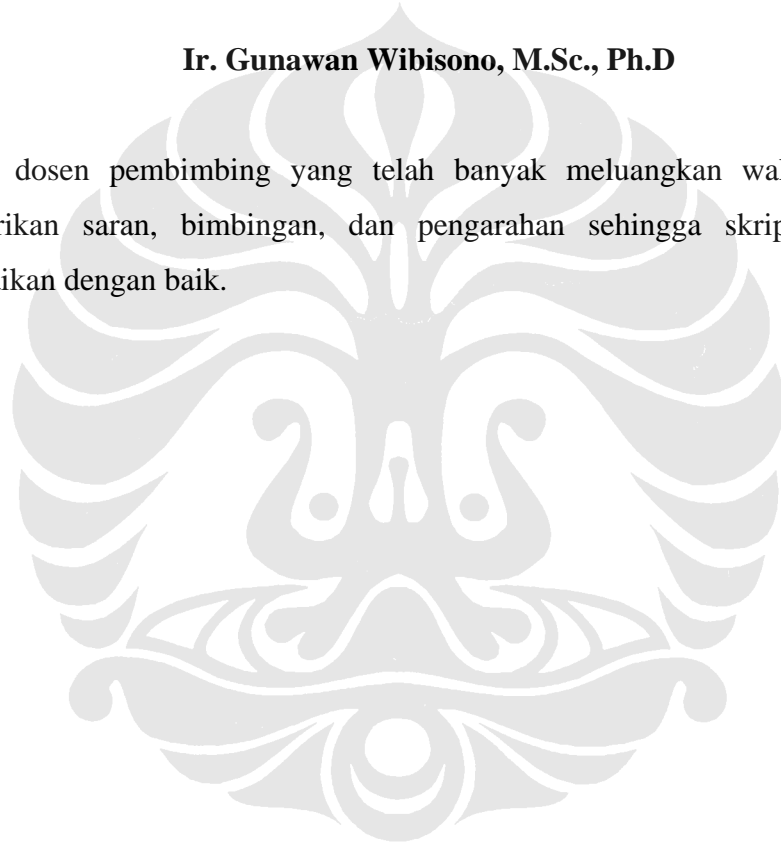 Ir. Gunawan Wibisono, M.Sc., Ph.D
dosen pembimbing yang telah banyak meluangkan wa
rikan saran, bimbingan, dan pengarahan sehingga skrip
ikan dengan baik.